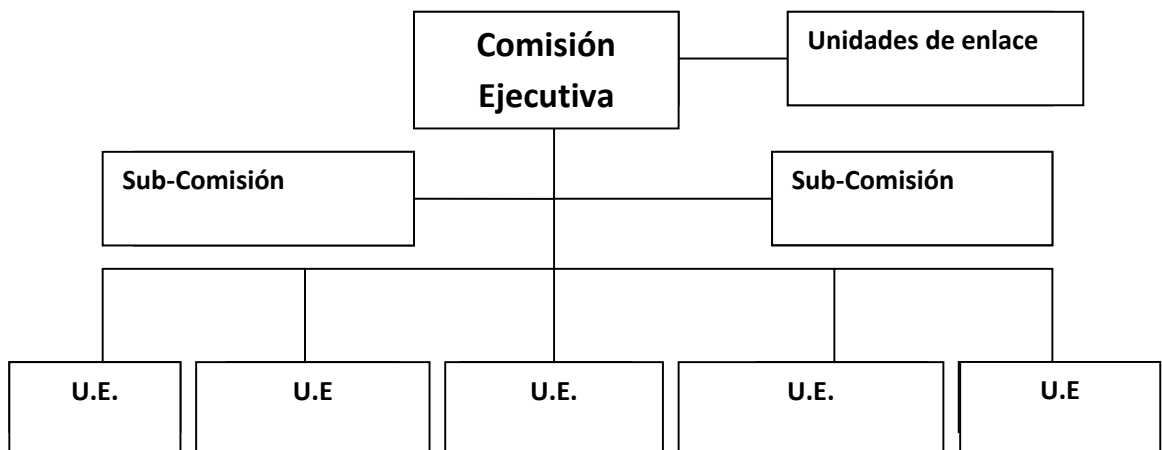 Comisión
Ejecutiva
Unidades de enlace
Sub-Comisión
Sub-Comisión
U.E.
U.E
U.E.
U.E.
U.E